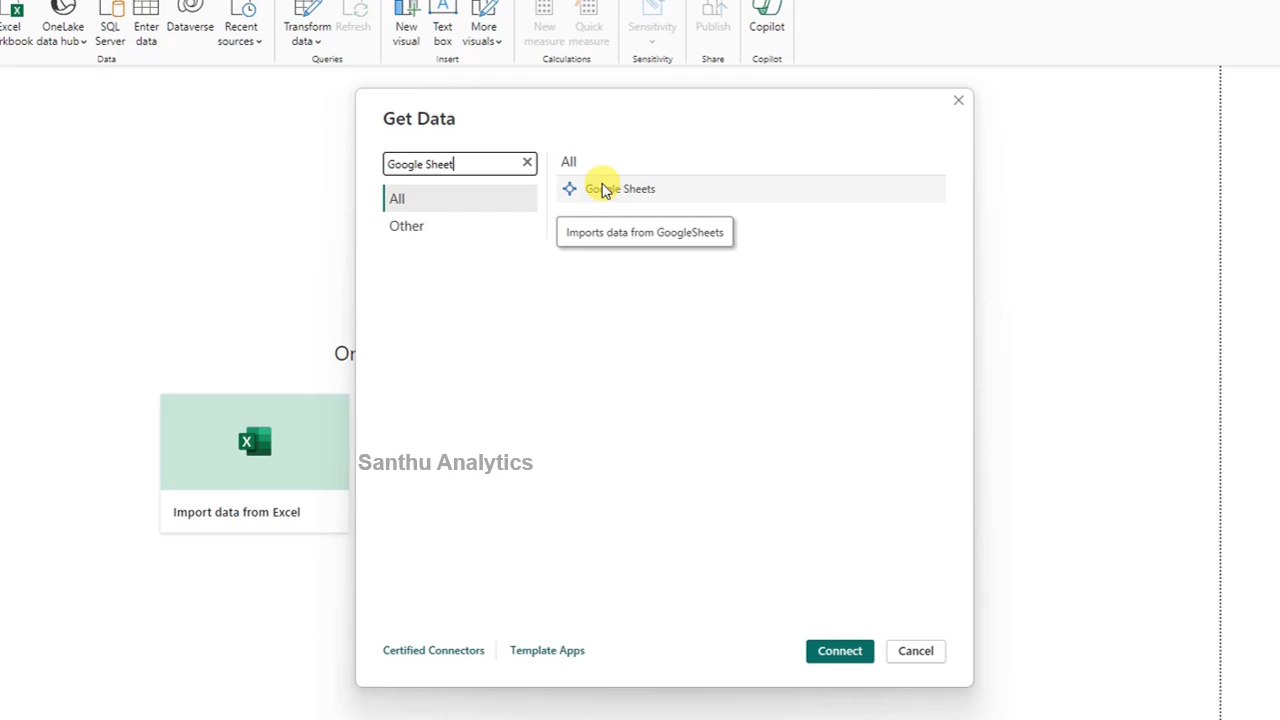 Excel OneLake SQL Enter Dataverse Recent
data hub Server data sources
Data
Transform Refresh
data
Queries
New Text More
visual box visuals
Insert
New Quick
measure measure
Calculations
Sensitivity
Sensitivity
Publish
Share
Copilot
Copilot
Get Data
Google Sheet
All
Other
All
Google Sheets
Imports data from GoogleSheets
Or
Import data from Excel
Santhu Analytics
Certified Connectors
Template Apps
Connect
Cancel